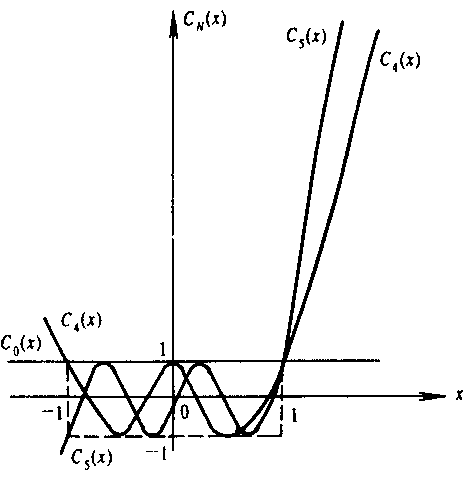 C_N(x)
C_5(x)
C_4(x)
C_4(x)
C_0(x)
1
x
-1
0
1
-1
C_5(x)